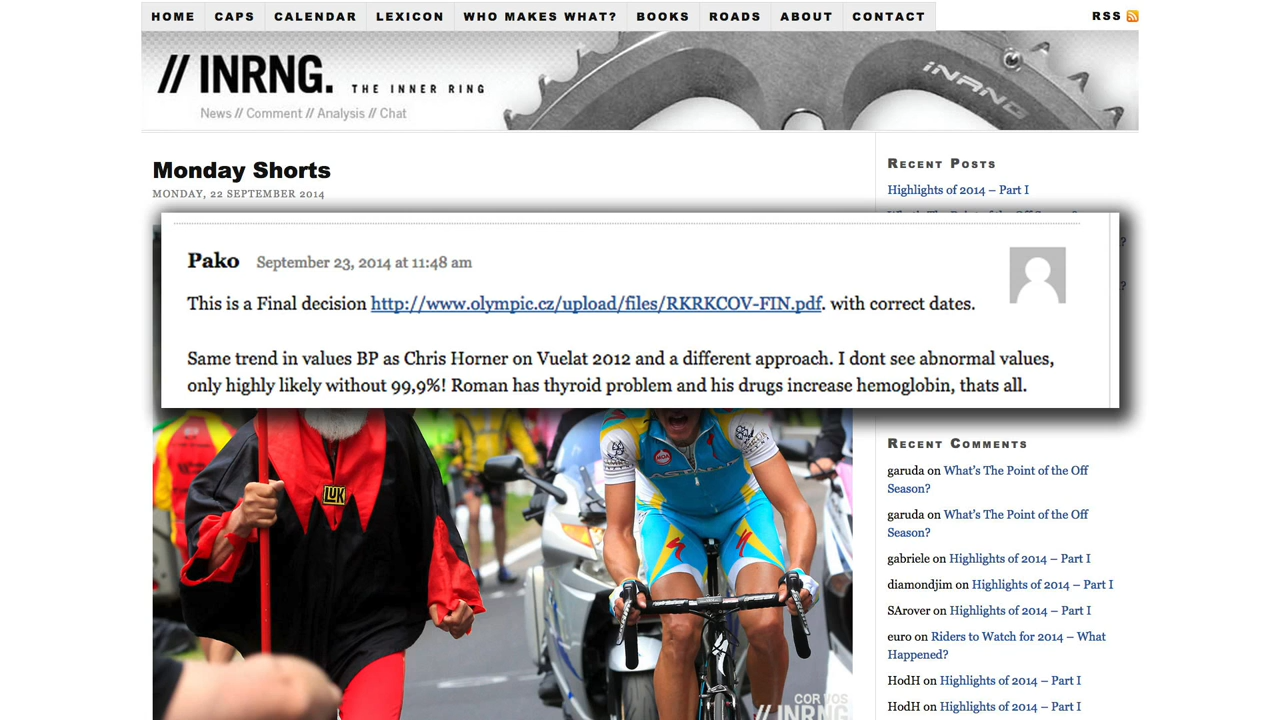 HOME CAPS CALENDAR LEXICON WHO MAKES WHAT? BOOKS ROADS ABOUT CONTACT RSS
// INRNG. THE INNER RING
News // Comment // Analysis // Chat
INRNG
Monday Shorts
MONDAY, 22 SEPTEMBER 2014
Recent Posts
Highlights of 2014 – Part I
?
?
Pako September 23, 2014 at 11:48 am
This is a Final decision http://www.olympic.cz/upload/files/RKRKCOV-FIN.pdf. with correct dates.
Same trend in values BP as Chris Horner on Vuelat 2012 and a different approach. I dont see abnormal values,
only highly likely without 99,9%! Roman has thyroid problem and his drugs increase hemoglobin, thats all.
LUK
ASTANA
COR VOS
// INRNG
Recent Comments
garuda on What's The Point of the Off
Season?
garuda on What's The Point of the Off
Season?
gabriele on Highlights of 2014 – Part I
diamondjim on Highlights of 2014 – Part I
SArover on Highlights of 2014 – Part I
euro on Riders to Watch for 2014 – What
Happened?
HodH on Highlights of 2014 – Part I
HodH on Highlights of 2014 – Part I